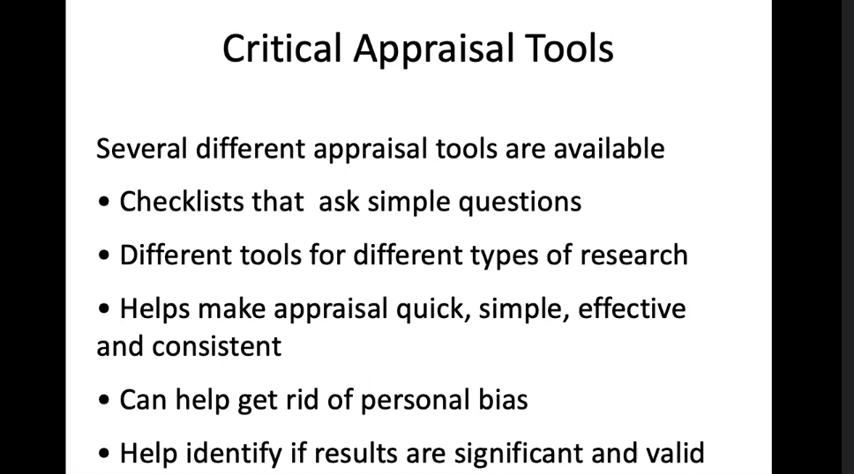 Critical Appraisal Tools
Several different appraisal tools are available
• Checklists that  ask simple questions
• Different tools for different types of research
• Helps make appraisal quick, simple, effective
and consistent
• Can help get rid of personal bias
• Help identify if results are significant and valid